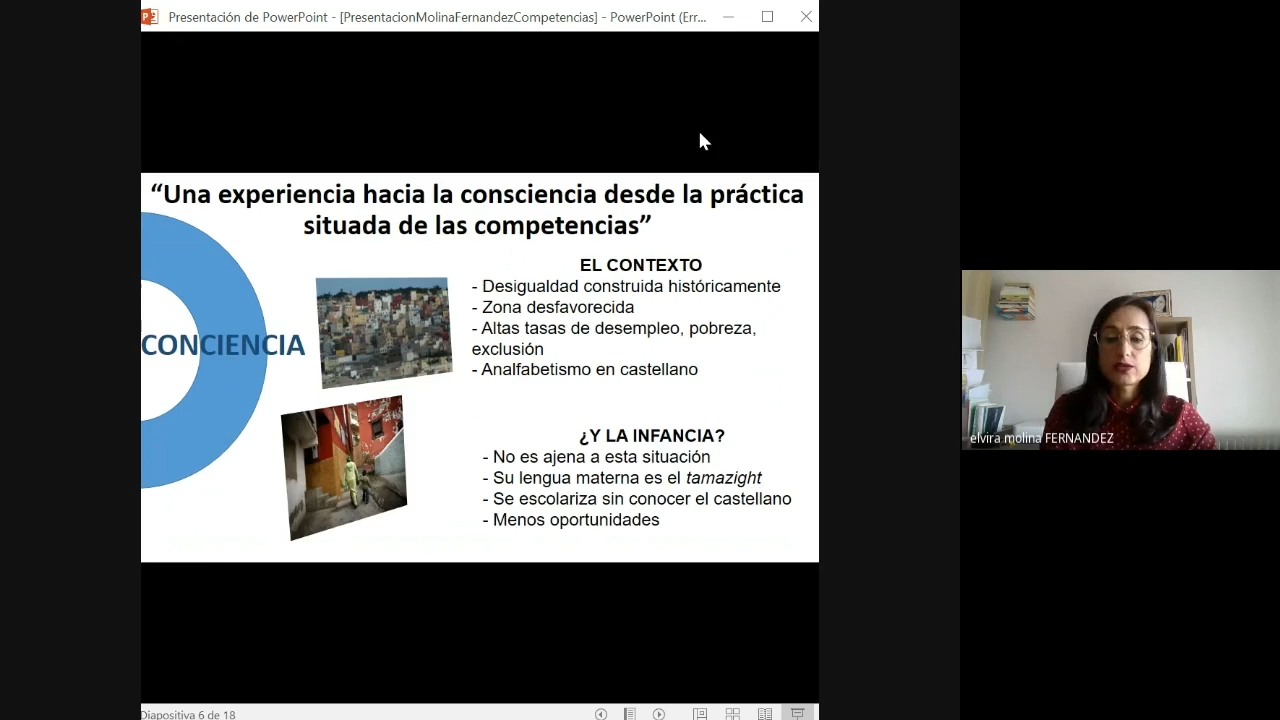 Presentación de PowerPoint - [PresentacionMolinaFernandezCompetencias] - PowerPoint (Err...
“Una experiencia hacia la consciencia desde la práctica
situada de las competencias”
EL CONTEXTO
- Desigualdad construida históricamente
- Zona desfavorecida
- Altas tasas de desempleo, pobreza,
exclusión
- Analfabetismo en castellano
CONCIENCIA
¿Y LA INFANCIA?
- No es ajena a esta situación
- Su lengua materna es el tamazight
- Se escolariza sin conocer el castellano
- Menos oportunidades
elvira molina FERNANDEZ
Diapositiva 6 de 18